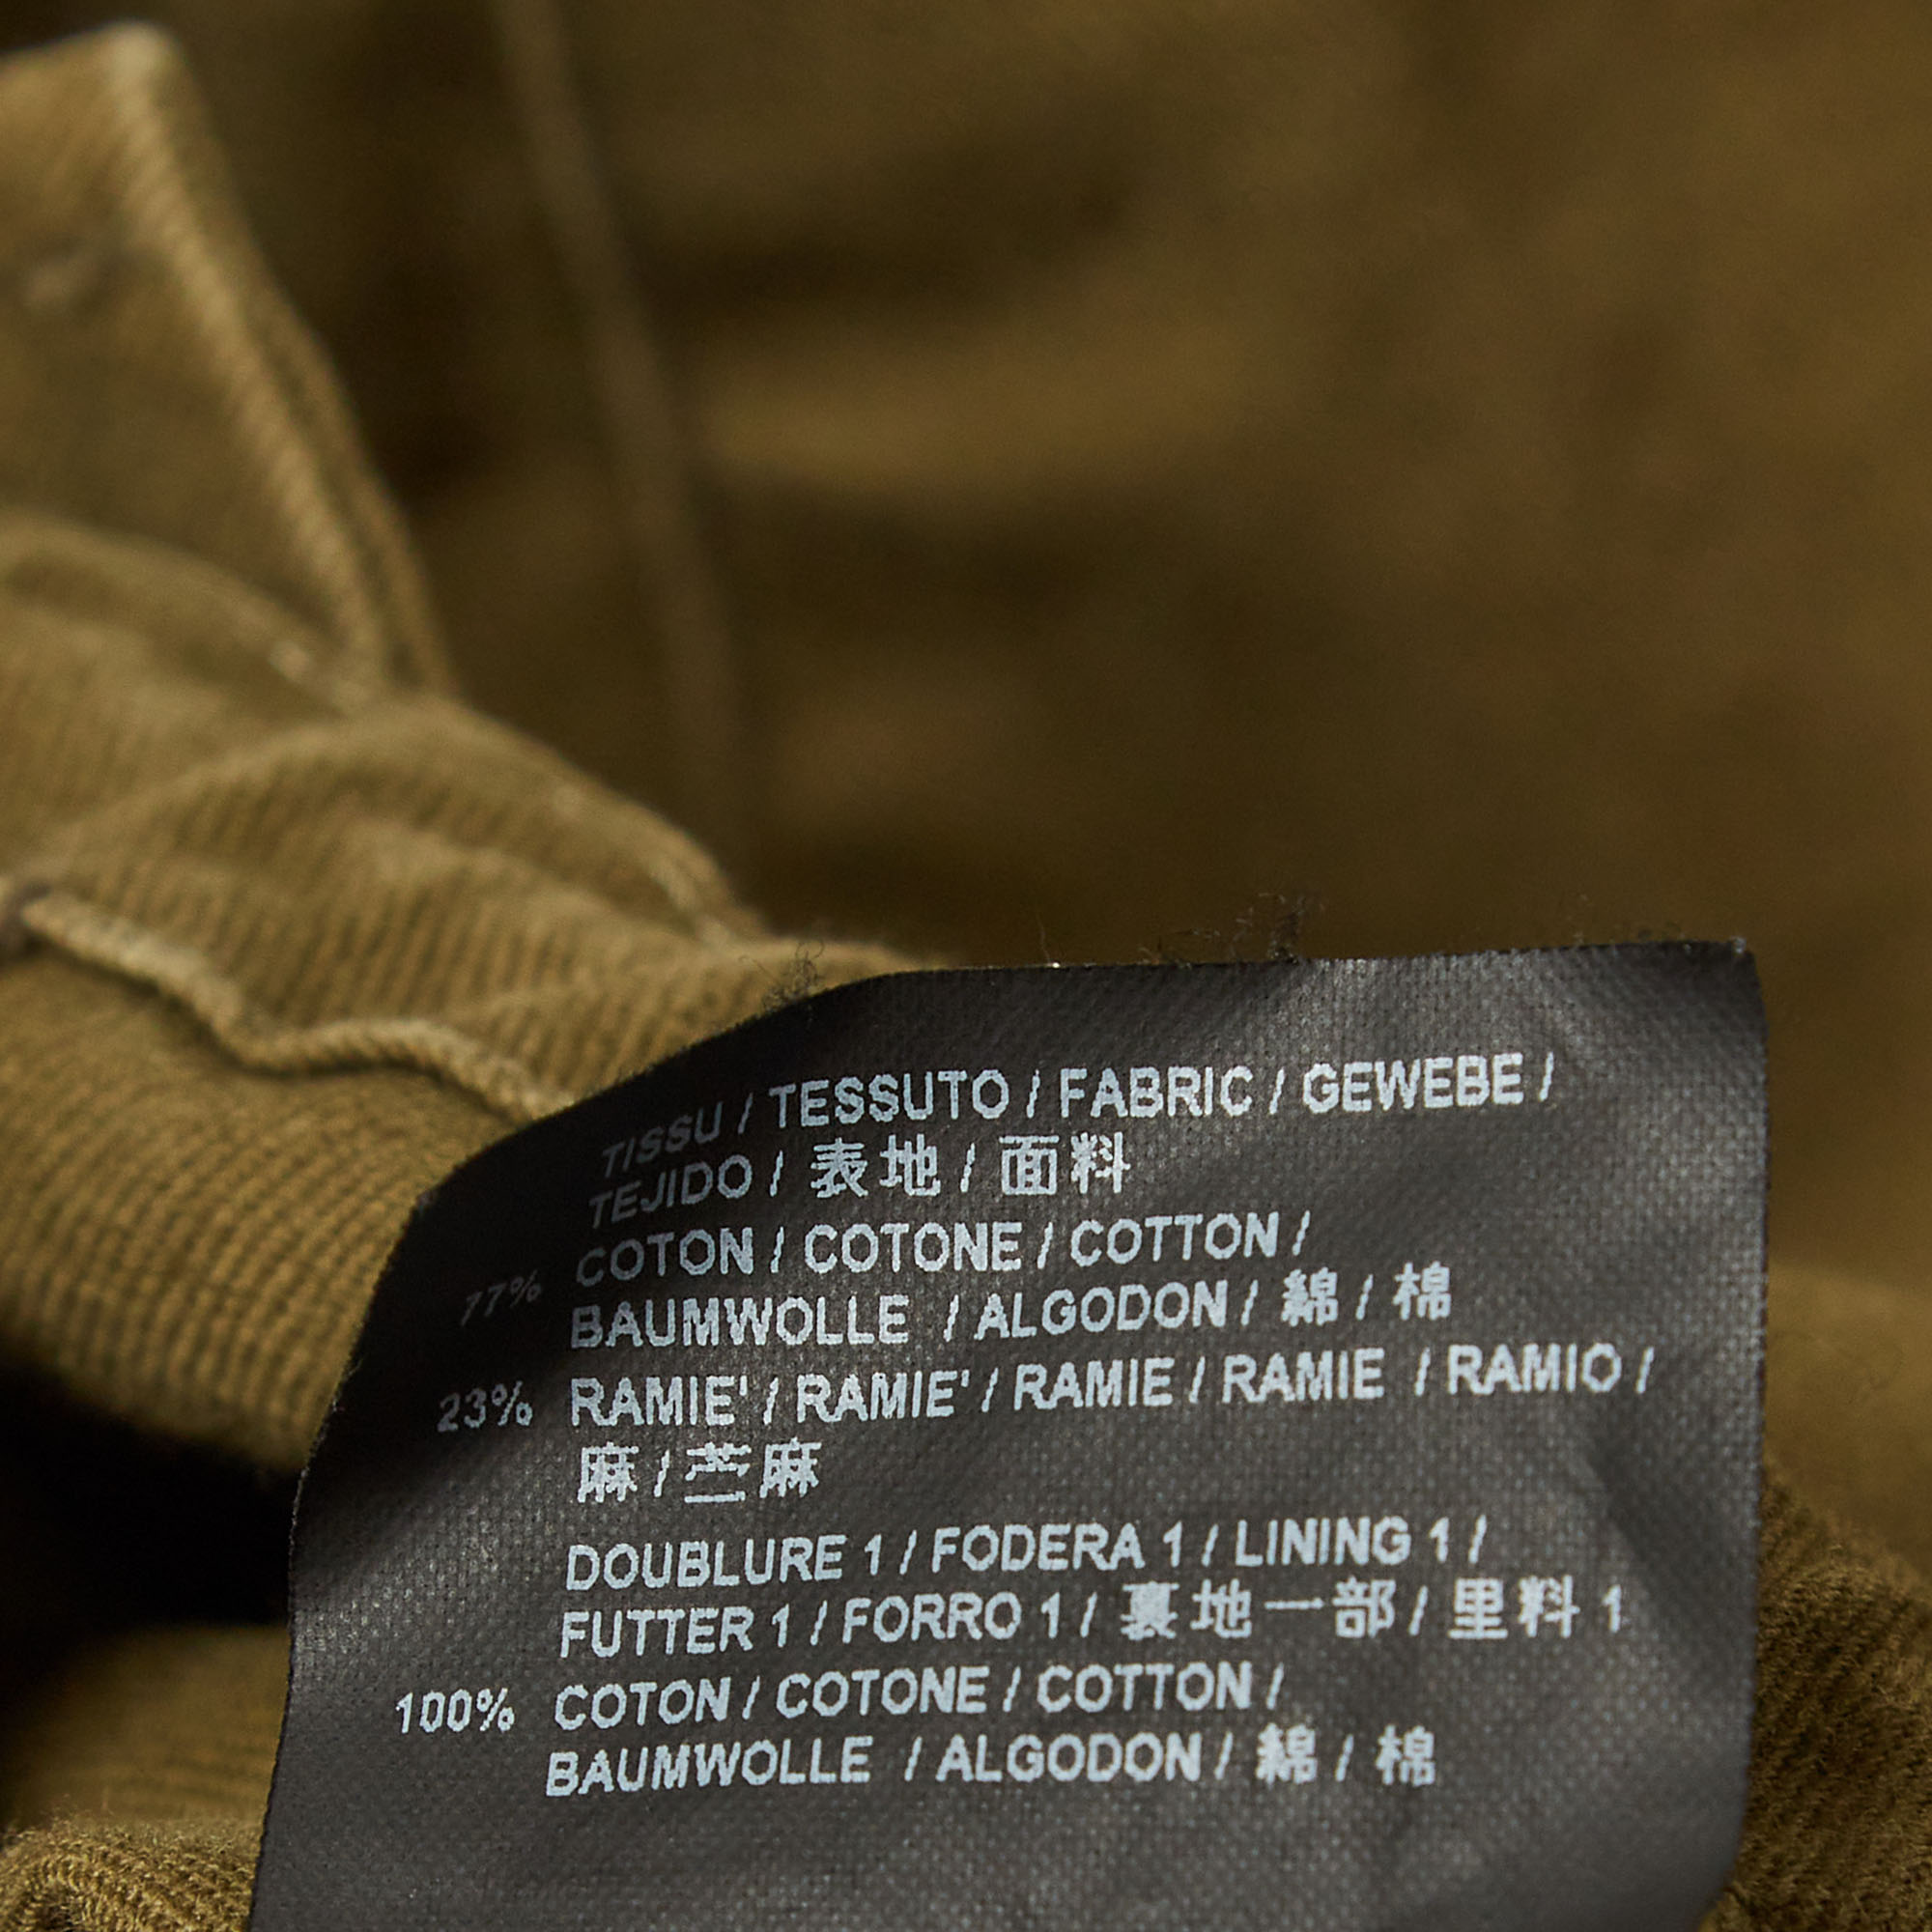 TISSU / TESSUTO / FABRIC / GEWEBE /
TEJIDO / 表地 / 面料
77% COTON / COTONE / COTTON /
BAUMWOLLE / ALGODON / 綿 / 棉
23% RAMIE' / RAMIE' / RAMIE / RAMIE / RAMIO /
麻 / 苎麻
DOUBLURE 1 / FODERA 1 / LINING 1 /
FUTTER 1 / FORRO 1 / 裏地一部 / 里料 1
100% COTON / COTONE / COTTON /
BAUMWOLLE / ALGODON / 綿 / 棉